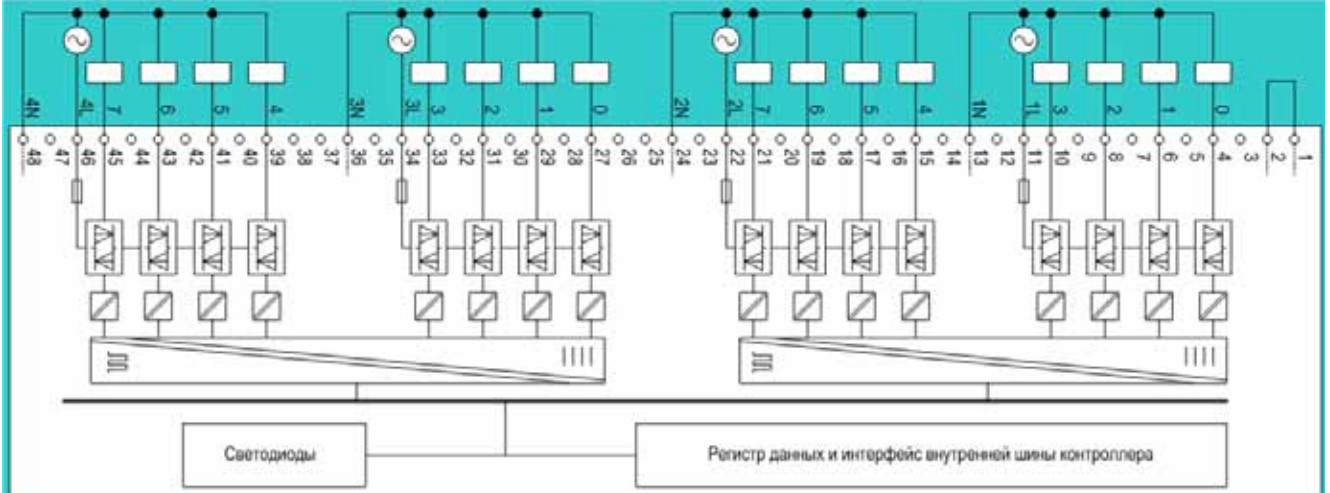 4N 4L 7 6 5 4 3N 3L 3 2 1 0 2N 2L 7 6 5 4 1N 1L 3 2 1 0
48 47 46 45 44 43 42 41 40 39 38 37 36 35 34 33 32 31 30 29 28 27 26 25 24 23 22 21 20 19 18 17 16 15 14 13 12 11 10 9 8 7 6 5 4 3 2 1
Светодиоды
Регистр данных и интерфейс внутренней шины контроллера